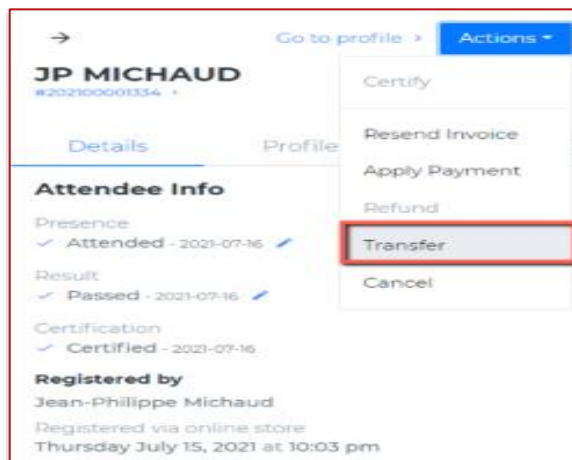 → Go to profile > Actions
JP MICHAUD
#202100001334
Certify
Resend Invoice
Apply Payment
Refund
Transfer
Cancel
Details Profile
Attendee Info
Presence
✓ Attended - 2021-07-16
Result
✓ Passed - 2021-07-16
Certification
✓ Certified - 2021-07-16
Registered by
Jean-Philippe Michaud
Registered via online store
Thursday July 15, 2021 at 10:03 pm